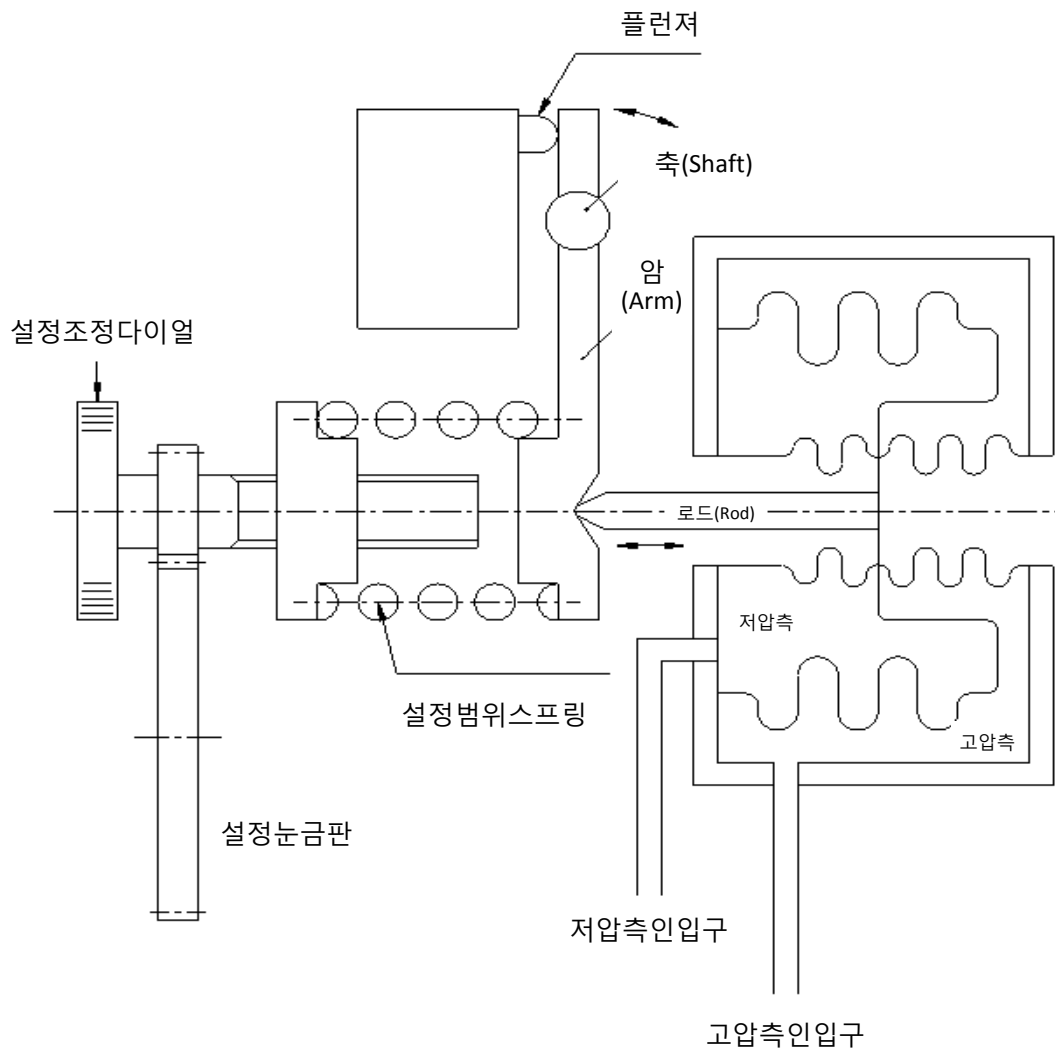 플런져
축(Shaft)
암
(Arm)
설정조정다이얼
로드(Rod)
저압측
설정범위스프링
고압측
설정눈금판
저압측인입구
고압측인입구